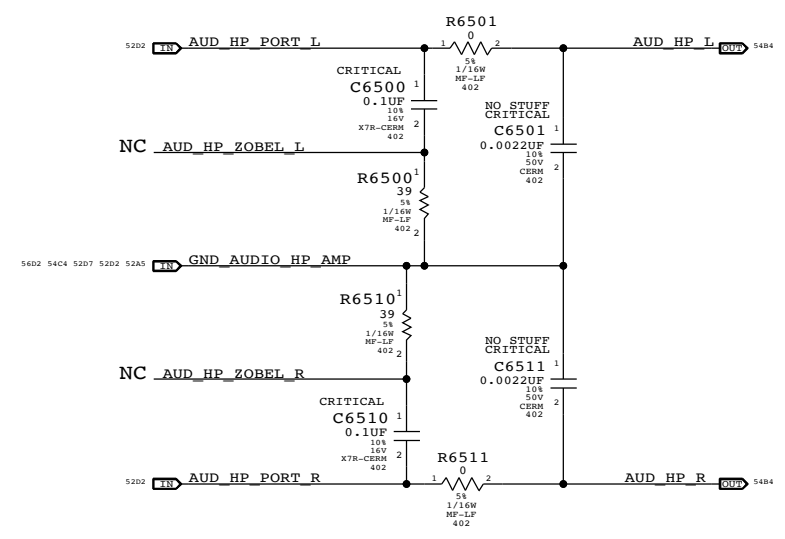 R6501
52D2 IN AUD_HP_PORT_L 1 0 2 AUD_HP_L OUT 54B4
5%
1/16W
MF-LF
402
CRITICAL
C6500 1
0.1UF
10%
16V
X7R-CERM 2
402
NO STUFF
CRITICAL
C6501 1
0.0022UF
10%
50V
CERM 2
402
NC AUD_HP_ZOBEL_L
R6500 1
39
5%
1/16W
MF-LF
402 2
56D2 54C4 52D7 52D2 52A5 IN GND_AUDIO_HP_AMP
R6510 1
39
5%
1/16W
MF-LF
402 2
NO STUFF
CRITICAL
C6511 1
0.0022UF
10%
50V
CERM 2
402
NC AUD_HP_ZOBEL_R
CRITICAL
C6510 1
0.1UF
10%
16V
X7R-CERM 2
402
R6511
52D2 IN AUD_HP_PORT_R 1 0 2 AUD_HP_R OUT 54B4
5%
1/16W
MF-LF
402